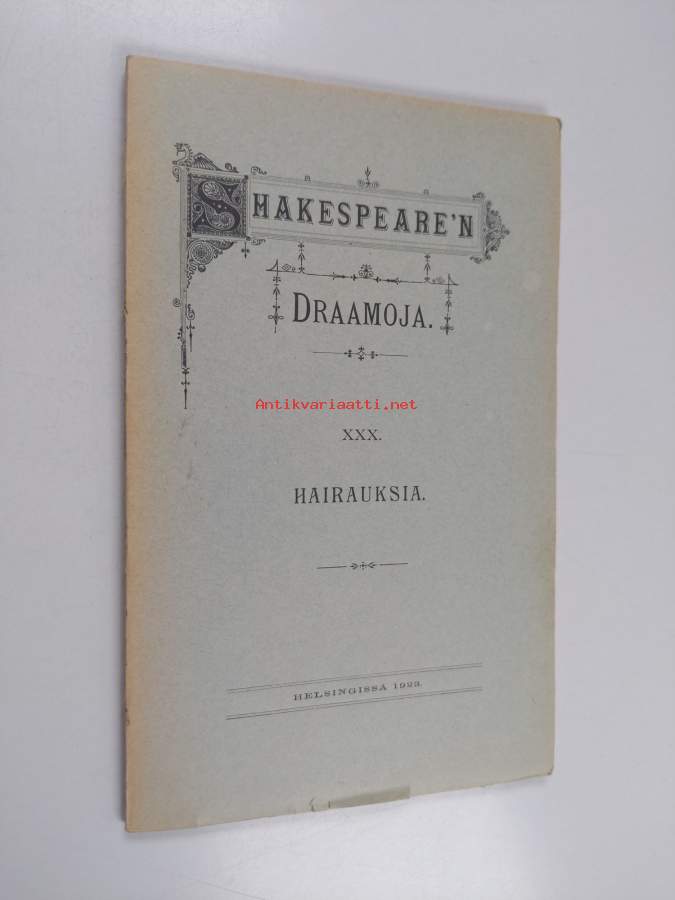 SHAKESPEARE'N
DRAAMOJA.
Antikvariaatti.net
XXX.
HAIRAUKSIA.
HELSINGISSÄ 1923.